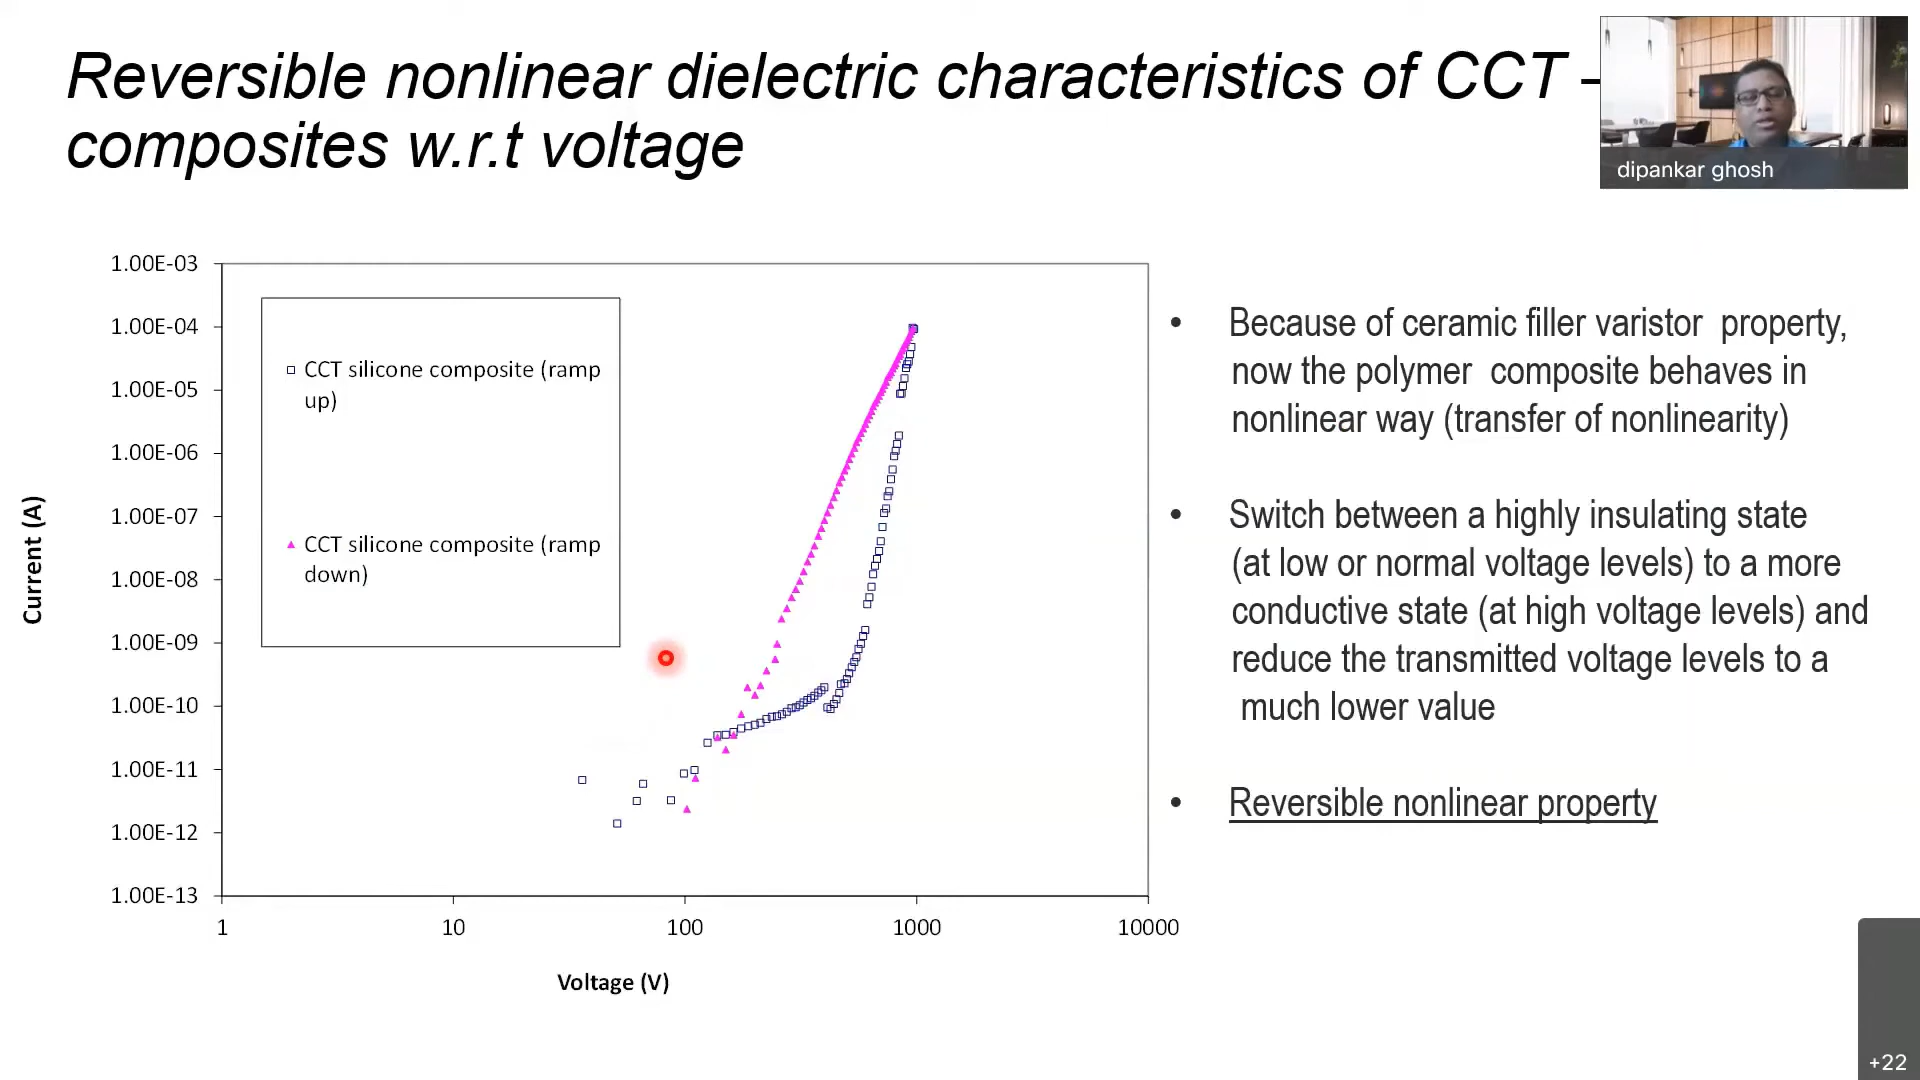 Reversible nonlinear dielectric characteristics of CCT –
composites w.r.t voltage
dipankar ghosh
1.00E-03
1.00E-04
1.00E-05
1.00E-06
1.00E-07
1.00E-08
1.00E-09
1.00E-10
1.00E-11
1.00E-12
1.00E-13
Current (A)
CCT silicone composite (ramp
up)
CCT silicone composite (ramp
down)
1
10
100
1000
10000
Voltage (V)
• Because of ceramic filler varistor property,
now the polymer composite behaves in
nonlinear way (transfer of nonlinearity)
• Switch between a highly insulating state
(at low or normal voltage levels) to a more
conductive state (at high voltage levels) and
reduce the transmitted voltage levels to a
much lower value
• Reversible nonlinear property
+22